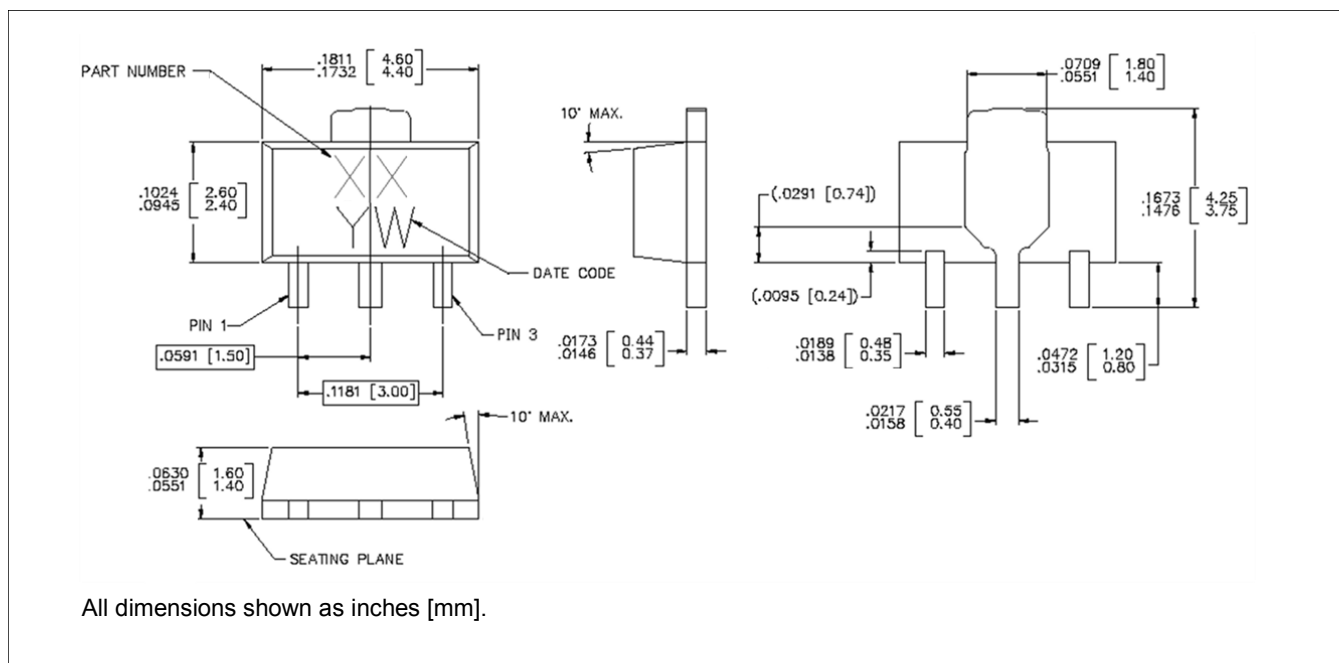 PART NUMBER
.1811 [ 4.60
.1732 [ 4.40 ]
.1024 [ 2.60
.0945 [ 2.40 ]
XX
YW
DATE CODE
PIN 1
PIN 3
.0591 [1.50]
.1181 [3.00]
10° MAX.
.0630 [ 1.60
.0551 [ 1.40 ]
SEATING PLANE
10° MAX.
.0173 [ 0.44
.0146 [ 0.37 ]
.0709 [ 1.80
.0551 [ 1.40 ]
(.0291 [0.74])
(.0095 [0.24])
.1673 [ 4.25
.1476 [ 3.75 ]
.0189 [ 0.48
.0138 [ 0.35 ]
.0472 [ 1.20
.0315 [ 0.80 ]
.0217 [ 0.55
.0158 [ 0.40 ]
All dimensions shown as inches [mm].